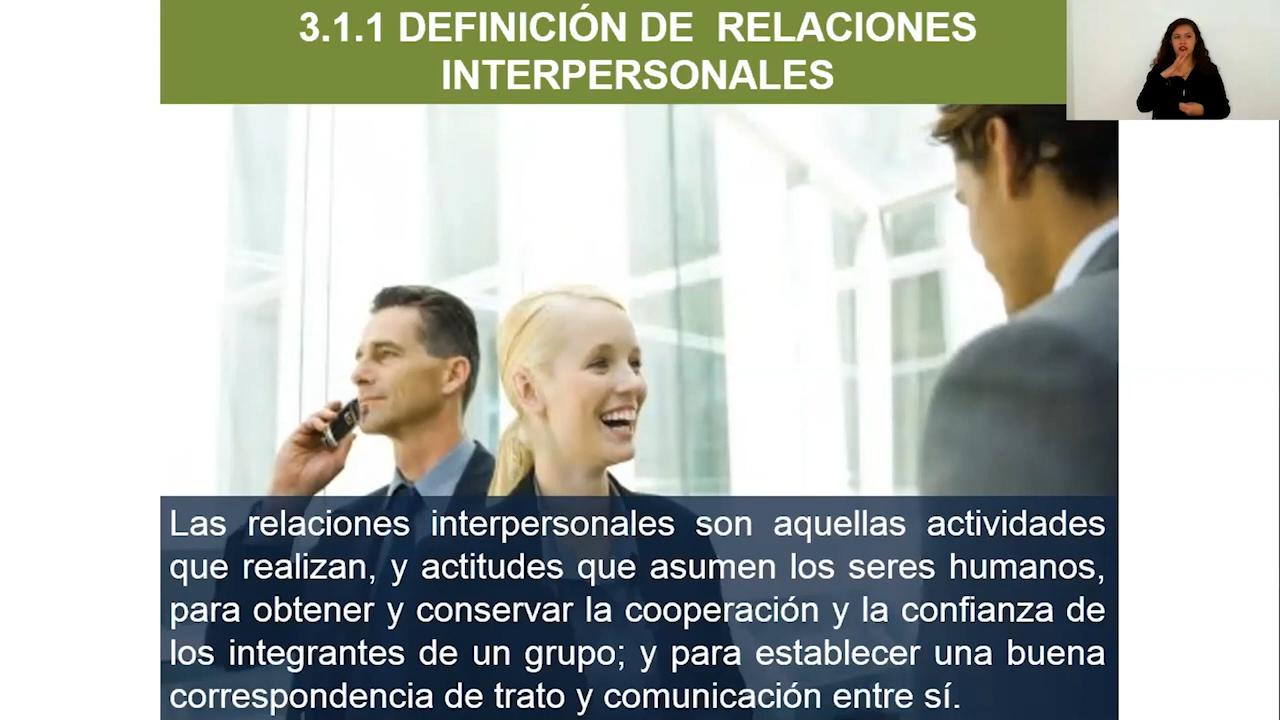 3.1.1 DEFINICIÓN DE RELACIONES
INTERPERSONALES
Las relaciones interpersonales son aquellas actividades
que realizan, y actitudes que asumen los seres humanos,
para obtener y conservar la cooperación y la confianza de
los integrantes de un grupo; y para establecer una buena
correspondencia de trato y comunicación entre sí.